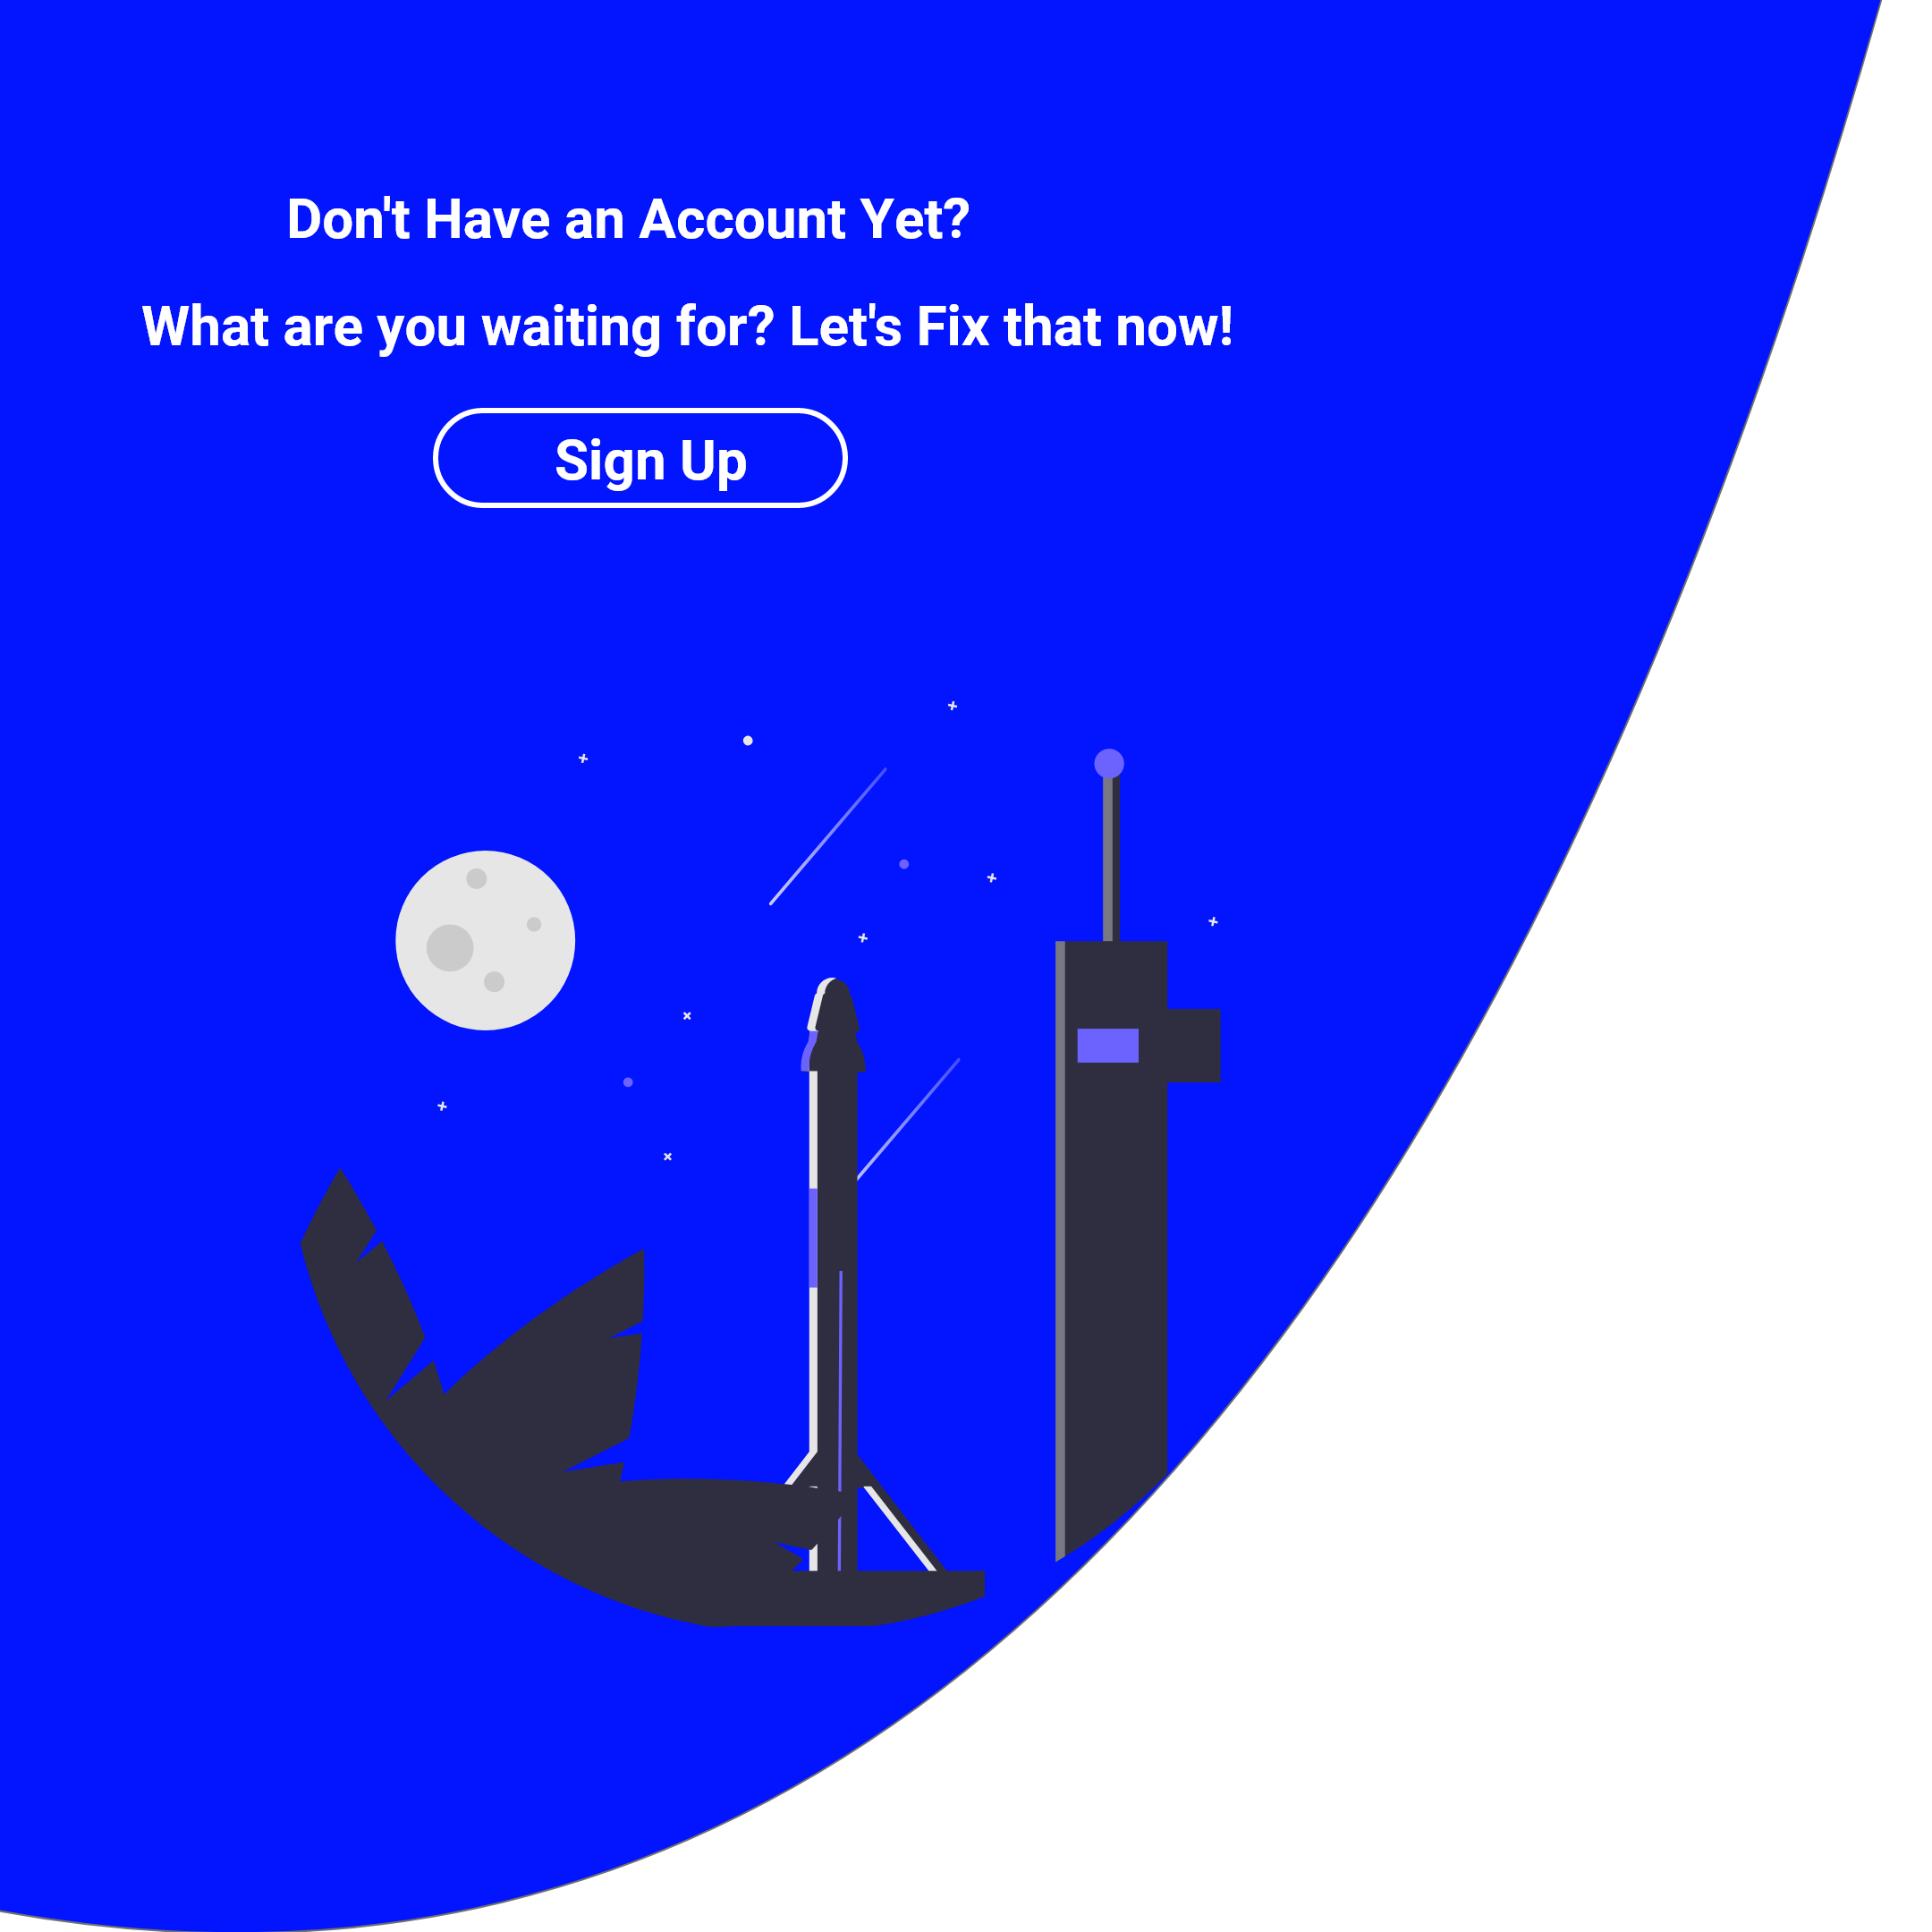 Don't Have an Account Yet?
What are you waiting for? Let's Fix that now!
Sign Up